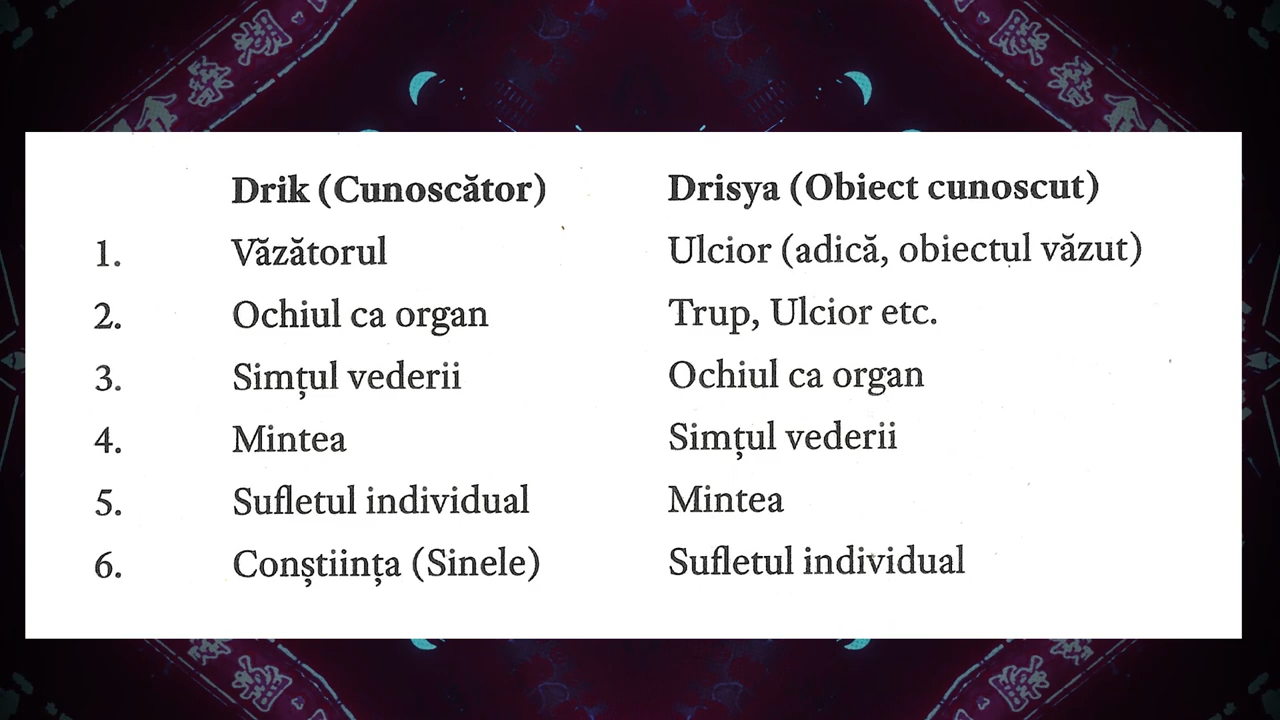 Drik (Cunoscător) Drisya (Obiect cunoscut)
1. Văzătorul Ulcior (adică, obiectul văzut)
2. Ochiul ca organ Trup, Ulcior etc.
3. Simțul vederii Ochiul ca organ
4. Mintea Simțul vederii
5. Sufletul individual Mintea
6. Conștiința (Sinele) Sufletul individual